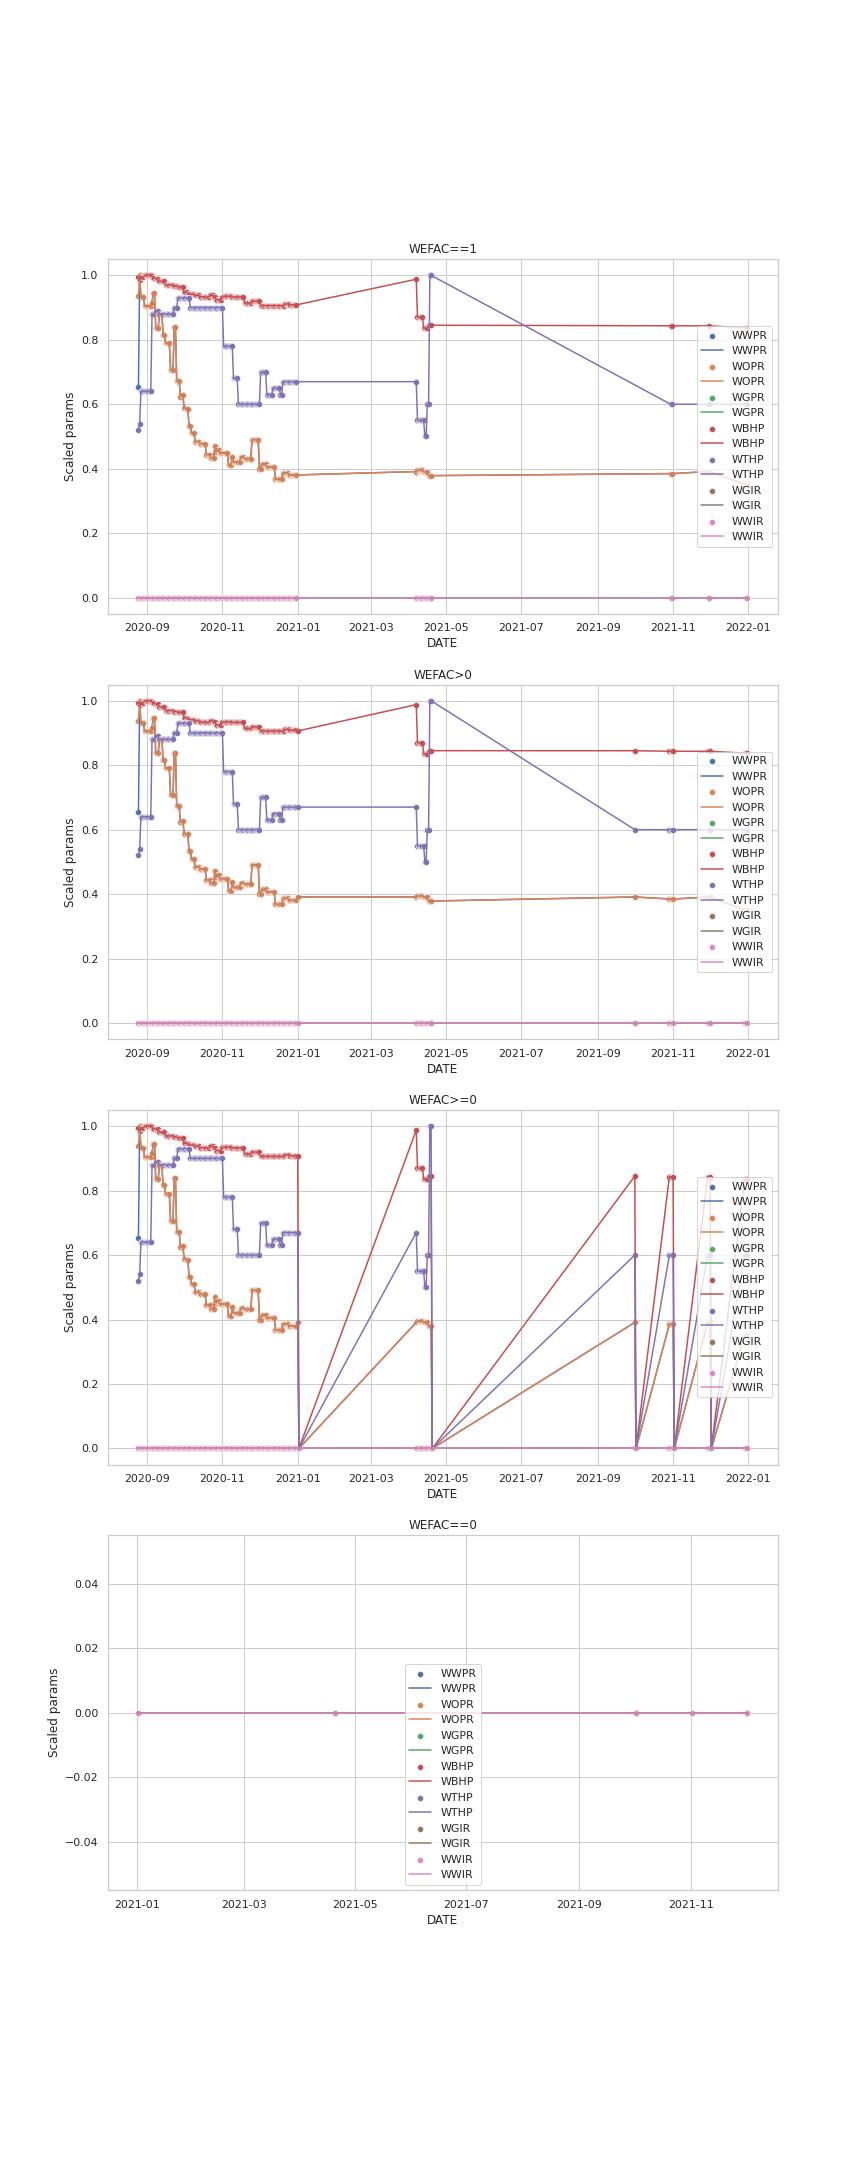 WEFAC==1
1.0
0.8
0.6
0.4
0.2
0.0
Scaled params
WWPR
WWPR
WOPR
WOPR
WGPR
WGPR
WBHP
WBHP
WTHP
WTHP
WGIR
WGIR
WWIR
WWIR
2020-09 2020-11 2021-01 2021-03 2021-05 2021-07 2021-09 2021-11 2022-01
DATE
WEFAC>0
1.0
0.8
0.6
0.4
0.2
0.0
Scaled params
WWPR
WWPR
WOPR
WOPR
WGPR
WGPR
WBHP
WBHP
WTHP
WTHP
WGIR
WGIR
WWIR
WWIR
2020-09 2020-11 2021-01 2021-03 2021-05 2021-07 2021-09 2021-11 2022-01
DATE
WEFAC>=0
1.0
0.8
0.6
0.4
0.2
0.0
Scaled params
WWPR
WWPR
WOPR
WOPR
WGPR
WGPR
WBHP
WBHP
WTHP
WTHP
WGIR
WGIR
WWIR
WWIR
2020-09 2020-11 2021-01 2021-03 2021-05 2021-07 2021-09 2021-11 2022-01
DATE
WEFAC==0
0.04
0.02
0.00
−0.02
−0.04
Scaled params
WWPR
WWPR
WOPR
WOPR
WGPR
WGPR
WBHP
WBHP
WTHP
WTHP
WGIR
WGIR
WWIR
WWIR
2021-01 2021-03 2021-05 2021-07 2021-09 2021-11
DATE